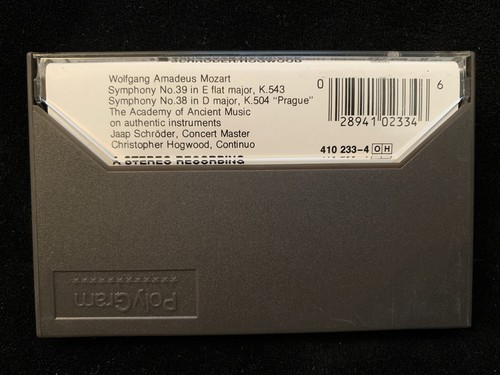 SCHRÖDER/HOGWOOD
Wolfgang Amadeus Mozart
Symphony No.39 in E flat major, K.543
Symphony No.38 in D major, K.504 "Prague"
The Academy of Ancient Music
on authentic instruments
Jaap Schröder, Concert Master
Christopher Hogwood, Continuo
A STEREO RECORDING
0 28941 02334 6
410 233-4 OH
PolyGram